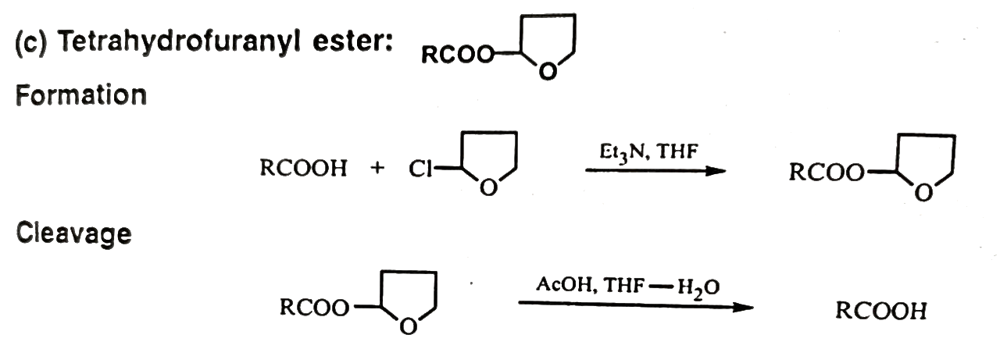 (c) Tetrahydrofuranyl ester: RCOO O
Formation
RCOOH + Cl O Et₃N, THF RCOO O
Cleavage
RCOO O AcOH, THF—H₂O RCOOH